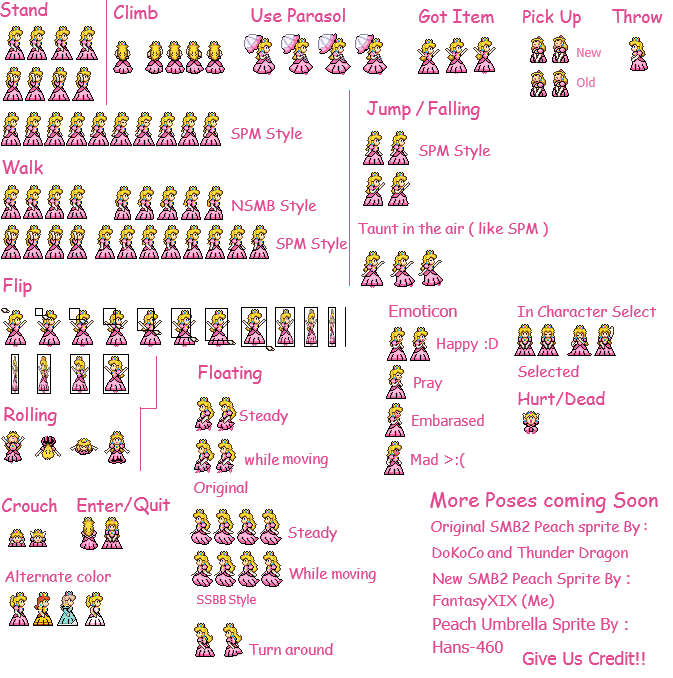 Stand
Climb
Use Parasol
Got Item
Pick Up
Throw
New
Old
SPM Style
Jump / Falling
SPM Style
Walk
NSMB Style
SPM Style
Taunt in the air ( like SPM )
Flip
Emoticon
Happy :D
Pray
Embarased
Mad >:(
In Character Select
Selected
Hurt/Dead
Floating
Steady
while moving
Original
Steady
While moving
SSBB Style
Turn around
Rolling
Crouch
Enter/Quit
Alternate color
More Poses coming Soon
Original SMB2 Peach sprite By :
DoKoCo and Thunder Dragon
New SMB2 Peach Sprite By :
FantasyXIX (Me)
Peach Umbrella Sprite By :
Hans-460
Give Us Credit!!